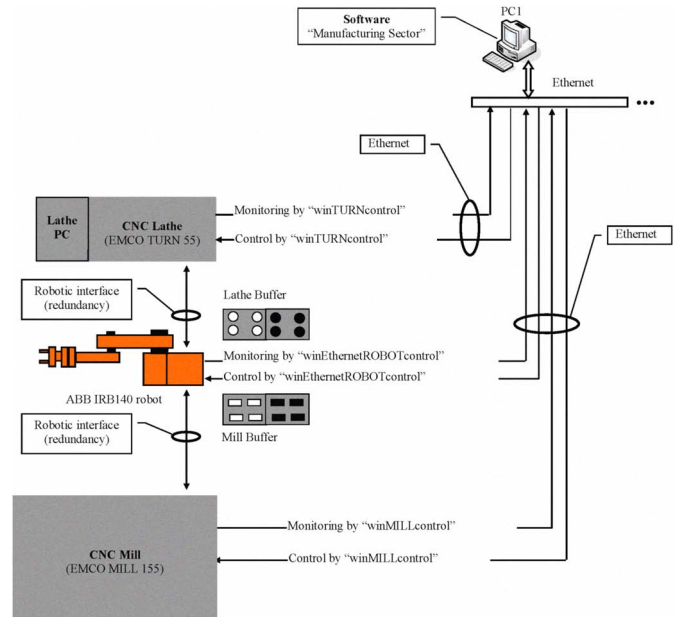 PC1
Software
“Manufacturing Sector”
Ethernet
Ethernet
Lathe
PC
CNC Lathe
(EMCO TURN 55)
Monitoring by “winTURNcontrol”
Control by “winTURNcontrol”
Ethernet
Robotic interface
(redundancy)
Lathe Buffer
Monitoring by “winEthernetROBOTcontrol”
Control by “winEthernetROBOTcontrol”
ABB IRB140 robot
Robotic interface
(redundancy)
Mill Buffer
Monitoring by “winMILLcontrol”
CNC Mill
(EMCO MILL 155)
Control by “winMILLcontrol”